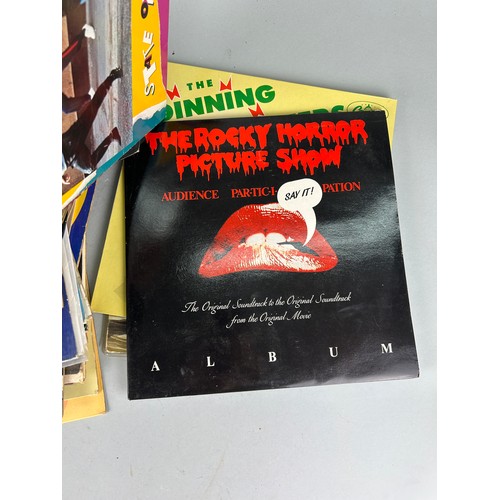 THE
THE ROCKY HORROR
PICTURE SHOW
AUDIENCE PAR-TIC-I- PATION
SAY IT!
The Original Soundtrack to the Original Soundtrack
from the Original Movie
ALBUM